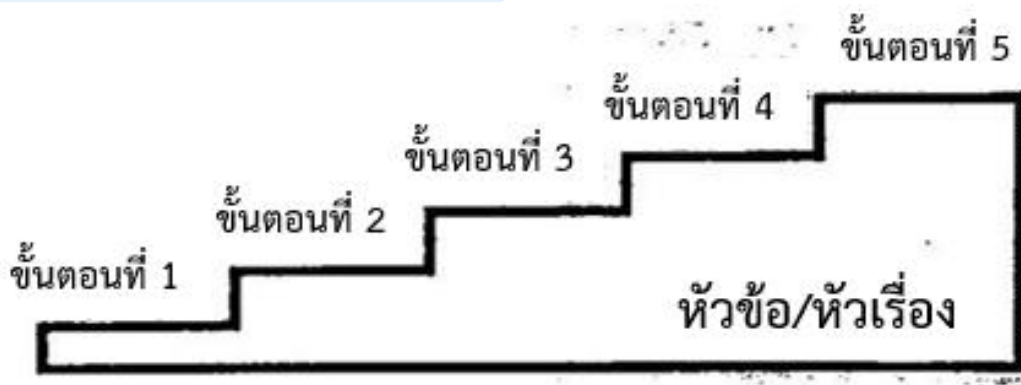 ขั้นตอนที่ 5
ขั้นตอนที่ 4
ขั้นตอนที่ 3
ขั้นตอนที่ 2
ขั้นตอนที่ 1
หัวข้อ/หัวเรื่อง